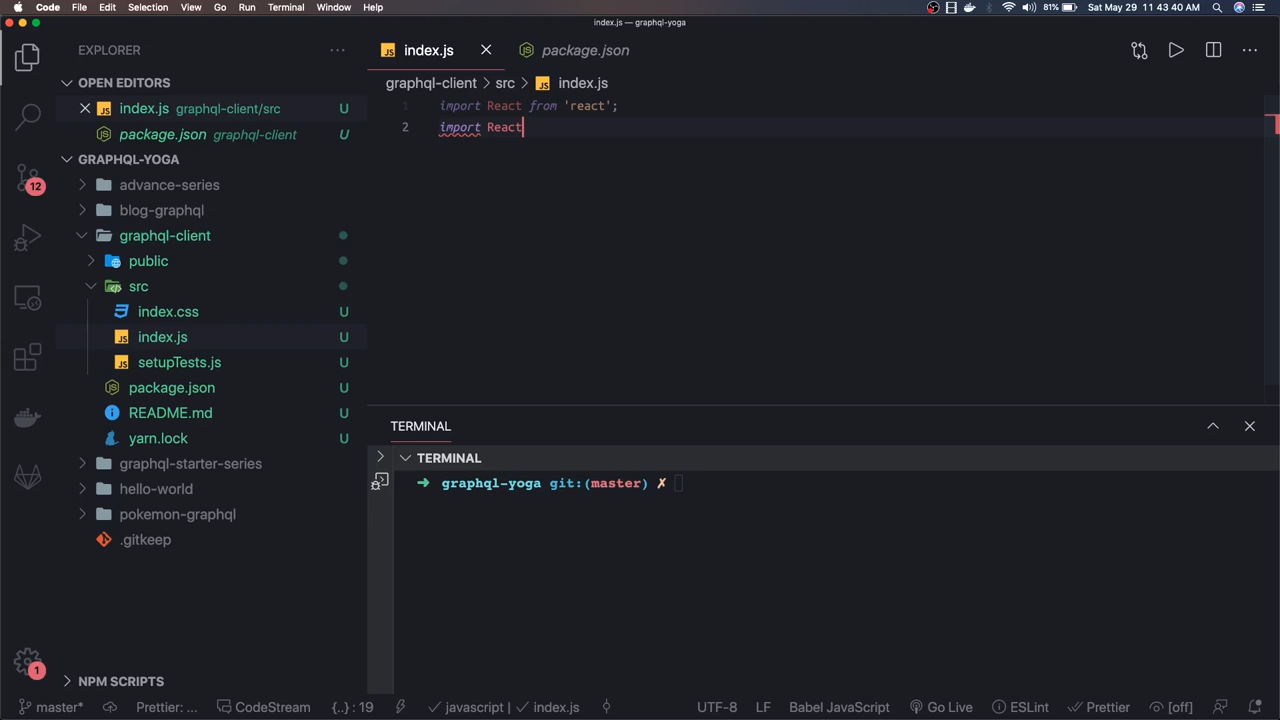 Code File Edit Selection View Go Run Terminal Window Help 81% Sat May 29 11 43 40 AM
index.js — graphql-yoga
EXPLORER
OPEN EDITORS
index.js graphql-client/src U
package.json graphql-client U
GRAPHQL-YOGA
advance-series
blog-graphql
graphql-client
public
src
index.css U
index.js U
setupTests.js U
package.json U
README.md U
yarn.lock U
graphql-starter-series
hello-world
pokemon-graphql
.gitkeep
NPM SCRIPTS
12
1
index.js package.json
graphql-client > src > index.js
1 import React from 'react';
2 import React
TERMINAL
TERMINAL
➜ graphql-yoga git:(master) ✗
master* Prettier: ... CodeStream {..} : 19 ✓ javascript | ✓ index.js UTF-8 LF Babel JavaScript Go Live ESLint Prettier [off]